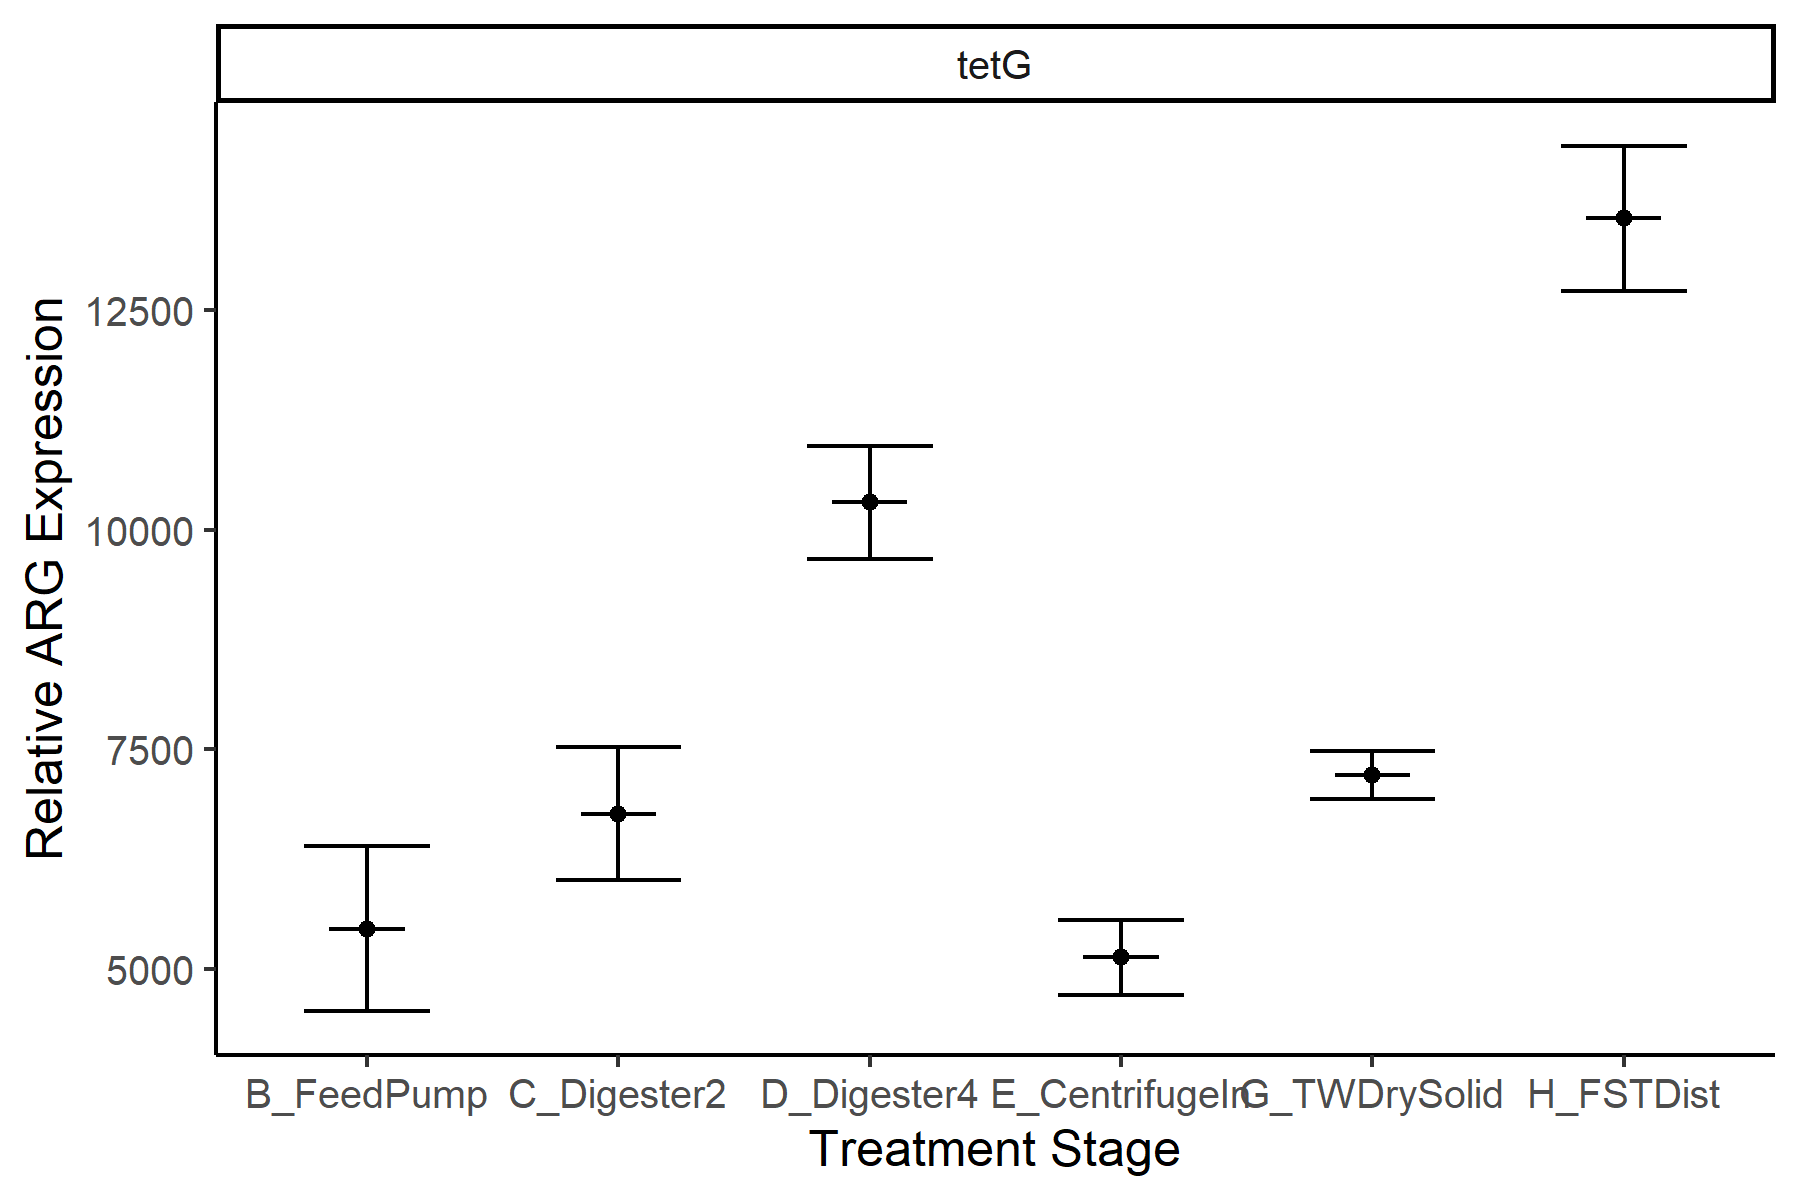 tetG
Relative ARG Expression
12500
10000
7500
5000
B_FeedPump C_Digester2 D_Digester4 E_CentrifugeIn G_TWDrySolid H_FSTDist
Treatment Stage